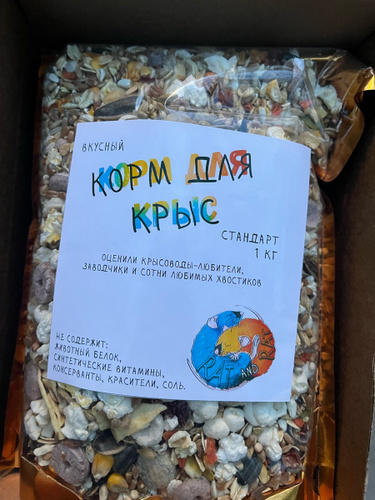 ВКУСНЫЙ
КОРМ ДЛЯ
КРЫС
СТАНДАРТ
1 КГ
ОЦЕНИЛИ КРЫСОВОДЫ-ЛЮБИТЕЛИ,
ЗАВОДЧИКИ И СОТНИ ЛЮБИМЫХ ХВОСТИКОВ
НЕ СОДЕРЖИТ:
ЖИВОТНЫЙ БЕЛОК,
СИНТЕТИЧЕСКИЕ ВИТАМИНЫ,
КОНСЕРВАНТЫ, КРАСИТЕЛИ, СОЛЬ.
RAT AND RAT